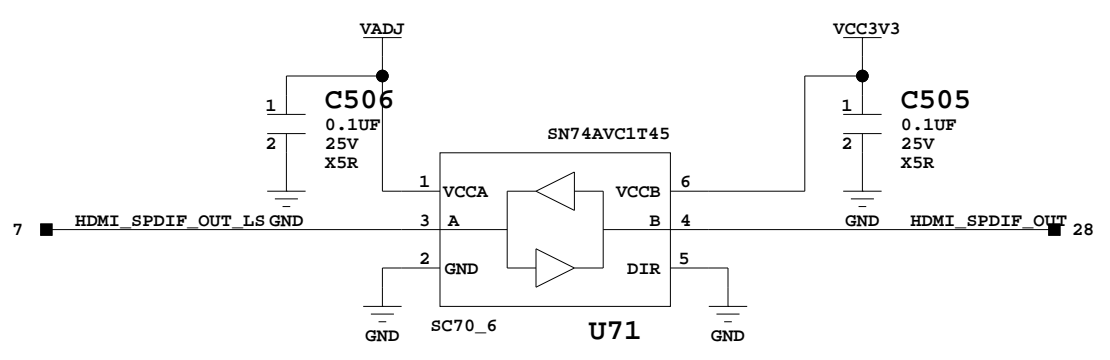 VADJ
VCC3V3
1
C506
0.1UF
2
25V
X5R
1
C505
0.1UF
2
25V
X5R
SN74AVC1T45
1
VCCA
VCCB
6
7
HDMI_SPDIF_OUT_LS
GND
3
A
B
4
GND
HDMI_SPDIF_OUT
28
2
GND
DIR
5
GND
SC70_6
U71
GND